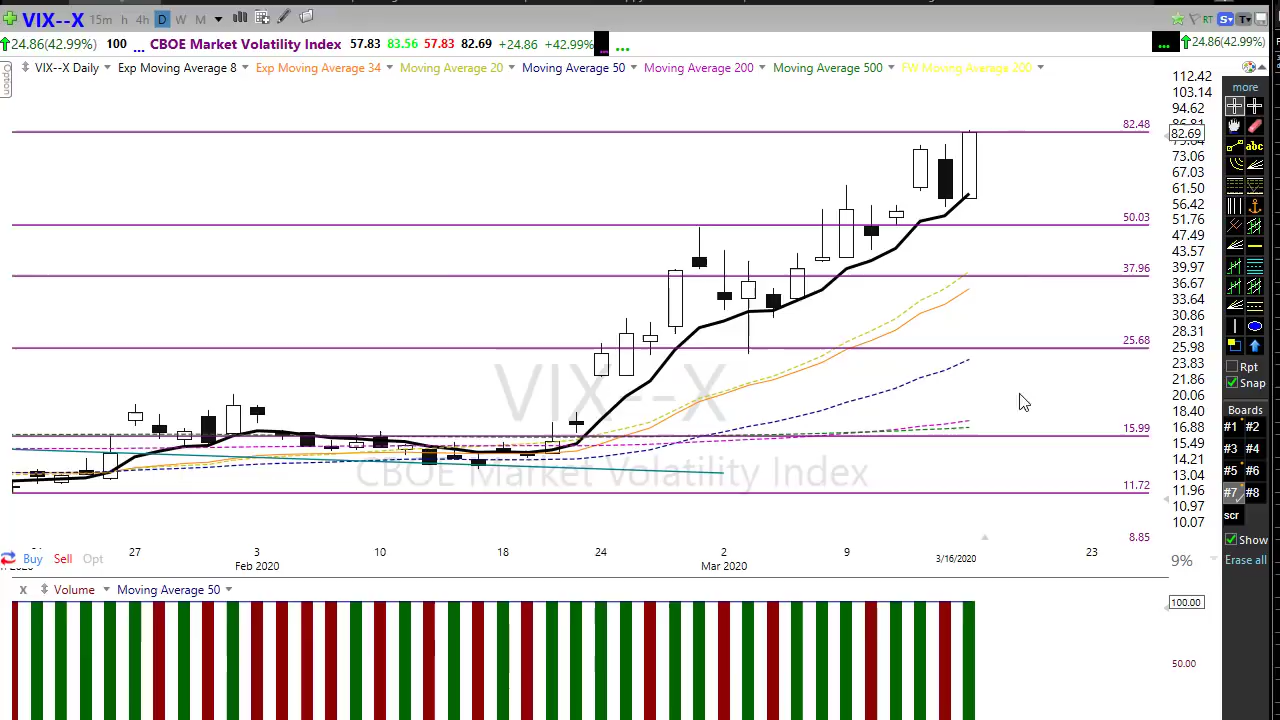 VIX--X 15m h 4h D W M RT S T
24.86(42.99%) 100 ... CBOE Market Volatility Index 57.83 83.56 57.83 82.69 +24.86 +42.99% ... ... ... 24.86(42.99%)
Option
VIX--X Daily Exp Moving Average 8 Exp Moving Average 34 Moving Average 20 Moving Average 50 Moving Average 200 Moving Average 500 FW Moving Average 200
112.42
more
103.14
94.62
82.48
82.69
73.06
abc
67.03
61.50
56.42
50.03
51.76
47.49
43.57
37.96
39.97
36.67
33.64
30.86
28.31
25.68
25.98
23.83
Rpt
21.86
Snap
VIX--X
20.06
18.40
Boards
15.99
16.88
#1 #2
15.49
#3 #4
14.21
CBOE Market Volatility Index
13.04
#5 #6
11.72
11.96
#7 #8
10.97
scr
10.07
8.85
Show
27 3 10 18 24 2 9 3/16/2020 23
Buy Sell Opt
9%
Erase all
Feb 2020 Mar 2020
x Volume Moving Average 50
100.00
50.00